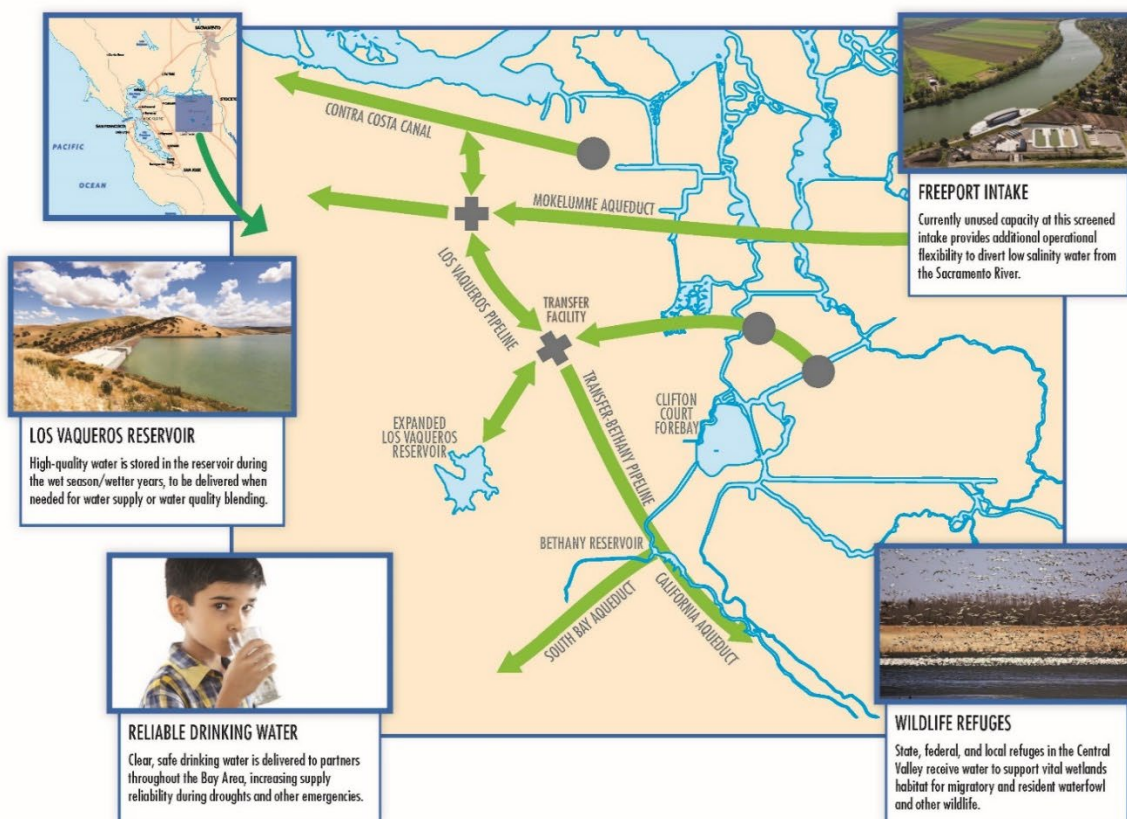 SACRAMENTO
STOCKTON
SAN FRANCISCO
SAN JOSE
PACIFIC
OCEAN
CONTRA COSTA CANAL
MOKELUMNE AQUEDUCT
LOS VAQUEROS PIPELINE
TRANSFER
FACILITY
TRANSFER-BETHANY PIPELINE
CLIFTON
COURT
FOREBAY
EXPANDED
LOS VAQUEROS
RESERVOIR
BETHANY RESERVOIR
SOUTH BAY AQUEDUCT
CALIFORNIA AQUEDUCT
FREEPORT INTAKE
Currently unused capacity at this screened
intake provides additional operational
flexibility to divert low salinity water from
the Sacramento River.
LOS VAQUEROS RESERVOIR
High-quality water is stored in the reservoir during
the wet season/wetter years, to be delivered when
needed for water supply or water quality blending.
RELIABLE DRINKING WATER
Clear, safe drinking water is delivered to partners
throughout the Bay Area, increasing supply
reliability during droughts and other emergencies.
WILDLIFE REFUGES
State, federal, and local refuges in the Central
Valley receive water to support vital wetlands
habitat for migratory and resident waterfowl
and other wildlife.